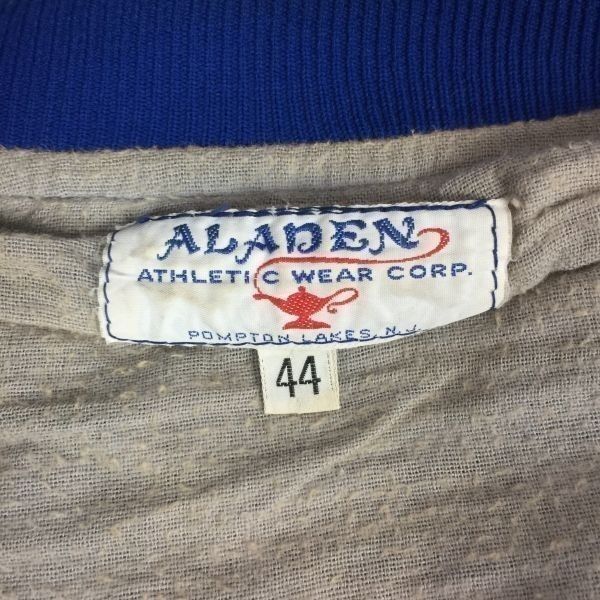 ALADEN
ATHLETIC WEAR CORP.
POMPTON LAKES, N.J.
44